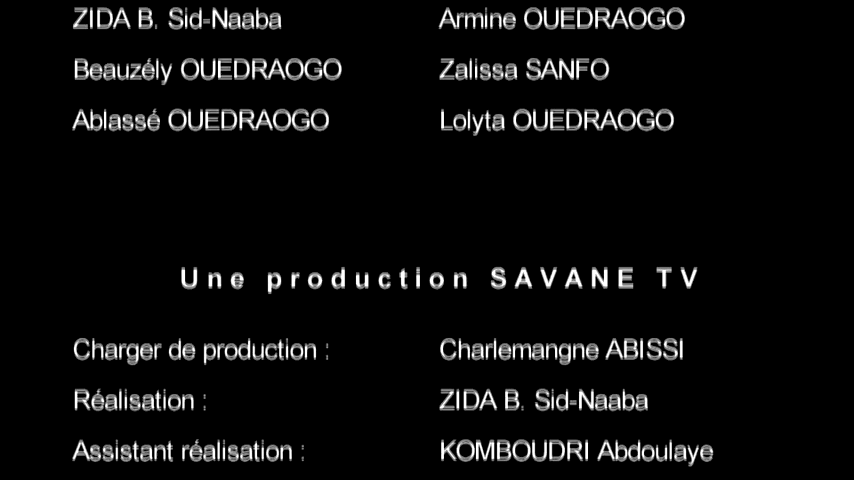 ZIDA B. Sid-Naaba Armine OUEDRAOGO
Beauzély OUEDRAOGO Zalissa SANFO
Ablassé OUEDRAOGO Lolyta OUEDRAOGO
Une production SAVANE TV
Charger de production : Charlemangne ABISSI
Réalisation : ZIDA B. Sid-Naaba
Assistant réalisation : KOMBOUDRI Abdoulaye